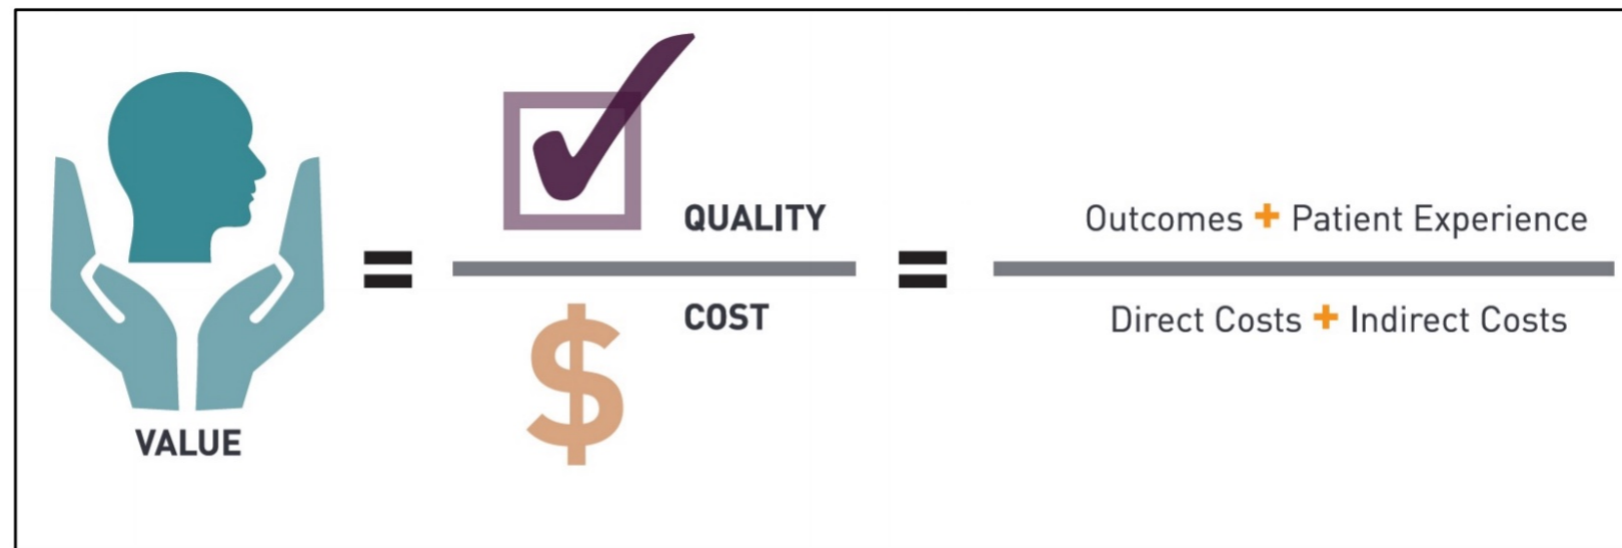 VALUE
=
QUALITY
COST
$
=
Outcomes + Patient Experience
Direct Costs + Indirect Costs